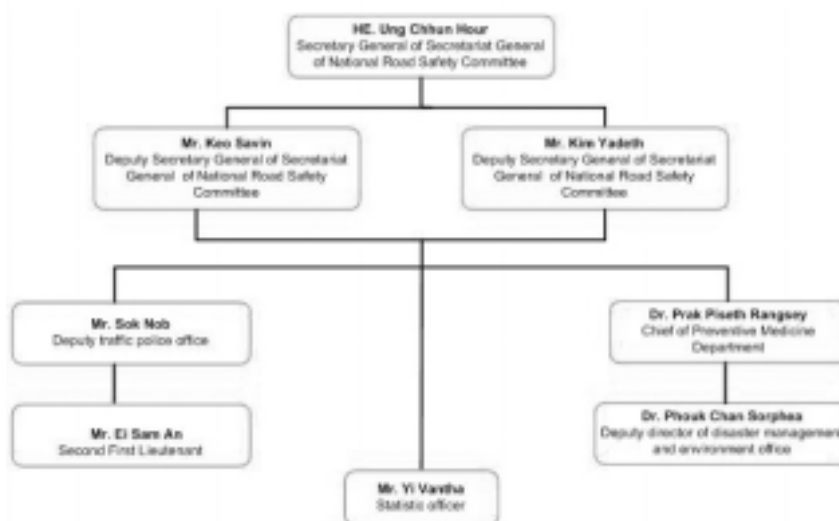 HE. Ung Chhun Hour
Secretary General of Secretariat General
of National Road Safety Committee
Mr. Keo Savin
Deputy Secretary General of Secretariat
General of National Road Safety
Committee
Mr. Kim Yadeth
Deputy Secretary General of Secretariat
General of National Road Safety
Committee
Mr. Sok Nob
Deputy traffic police office
Dr. Prak Piseth Rangsey
Chief of Preventive Medicine
Department
Mr. Ei Sam An
Second First Lieutenant
Dr. Phouk Chan Sorphea
Deputy director of disaster management
and environment office
Mr. Yi Vantha
Statistic officer